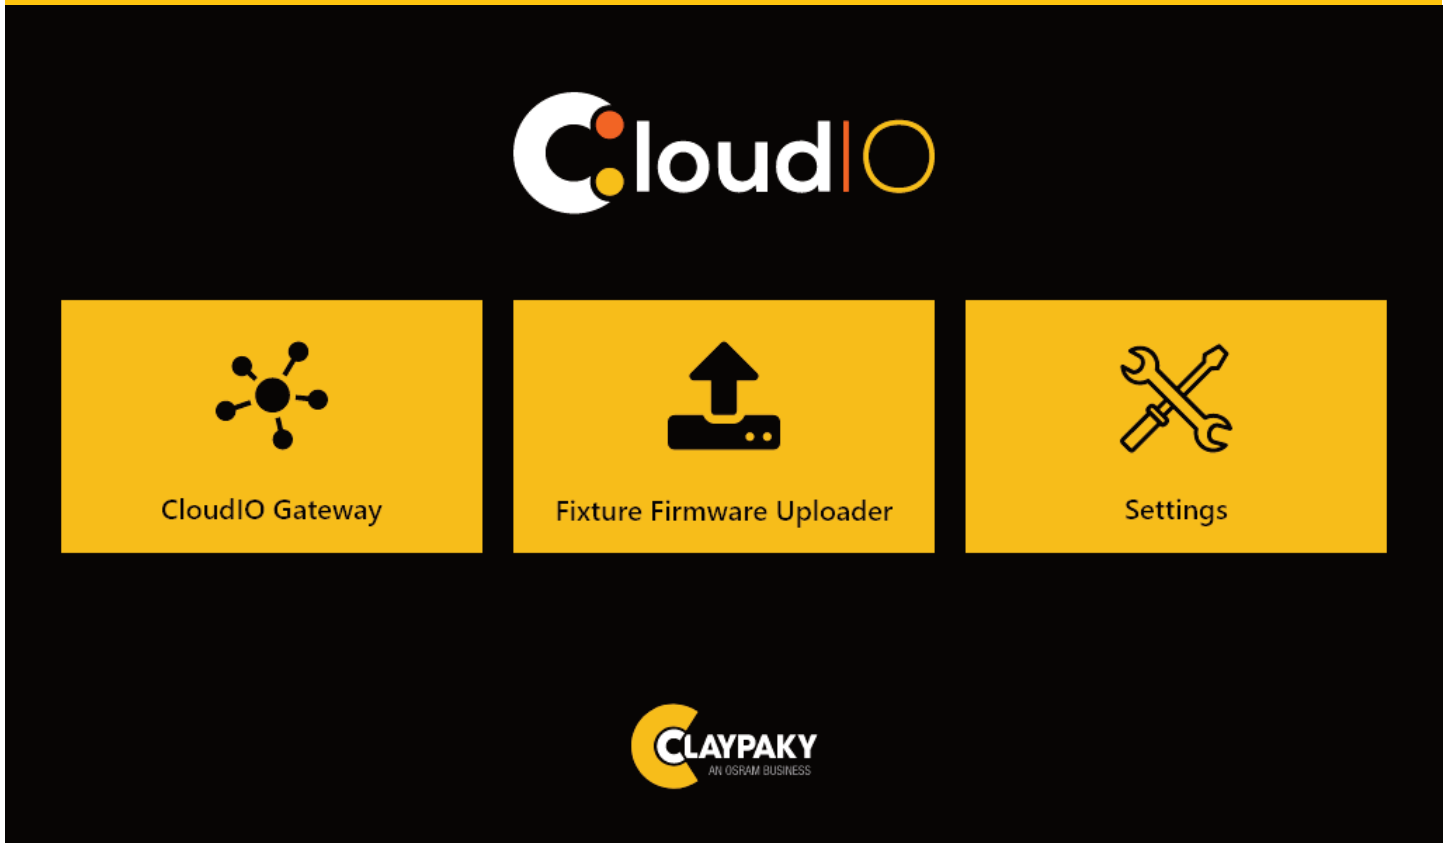 CloudIO
CloudIO Gateway
Fixture Firmware Uploader
Settings
CLAYPAKY
AN OSRAM BUSINESS